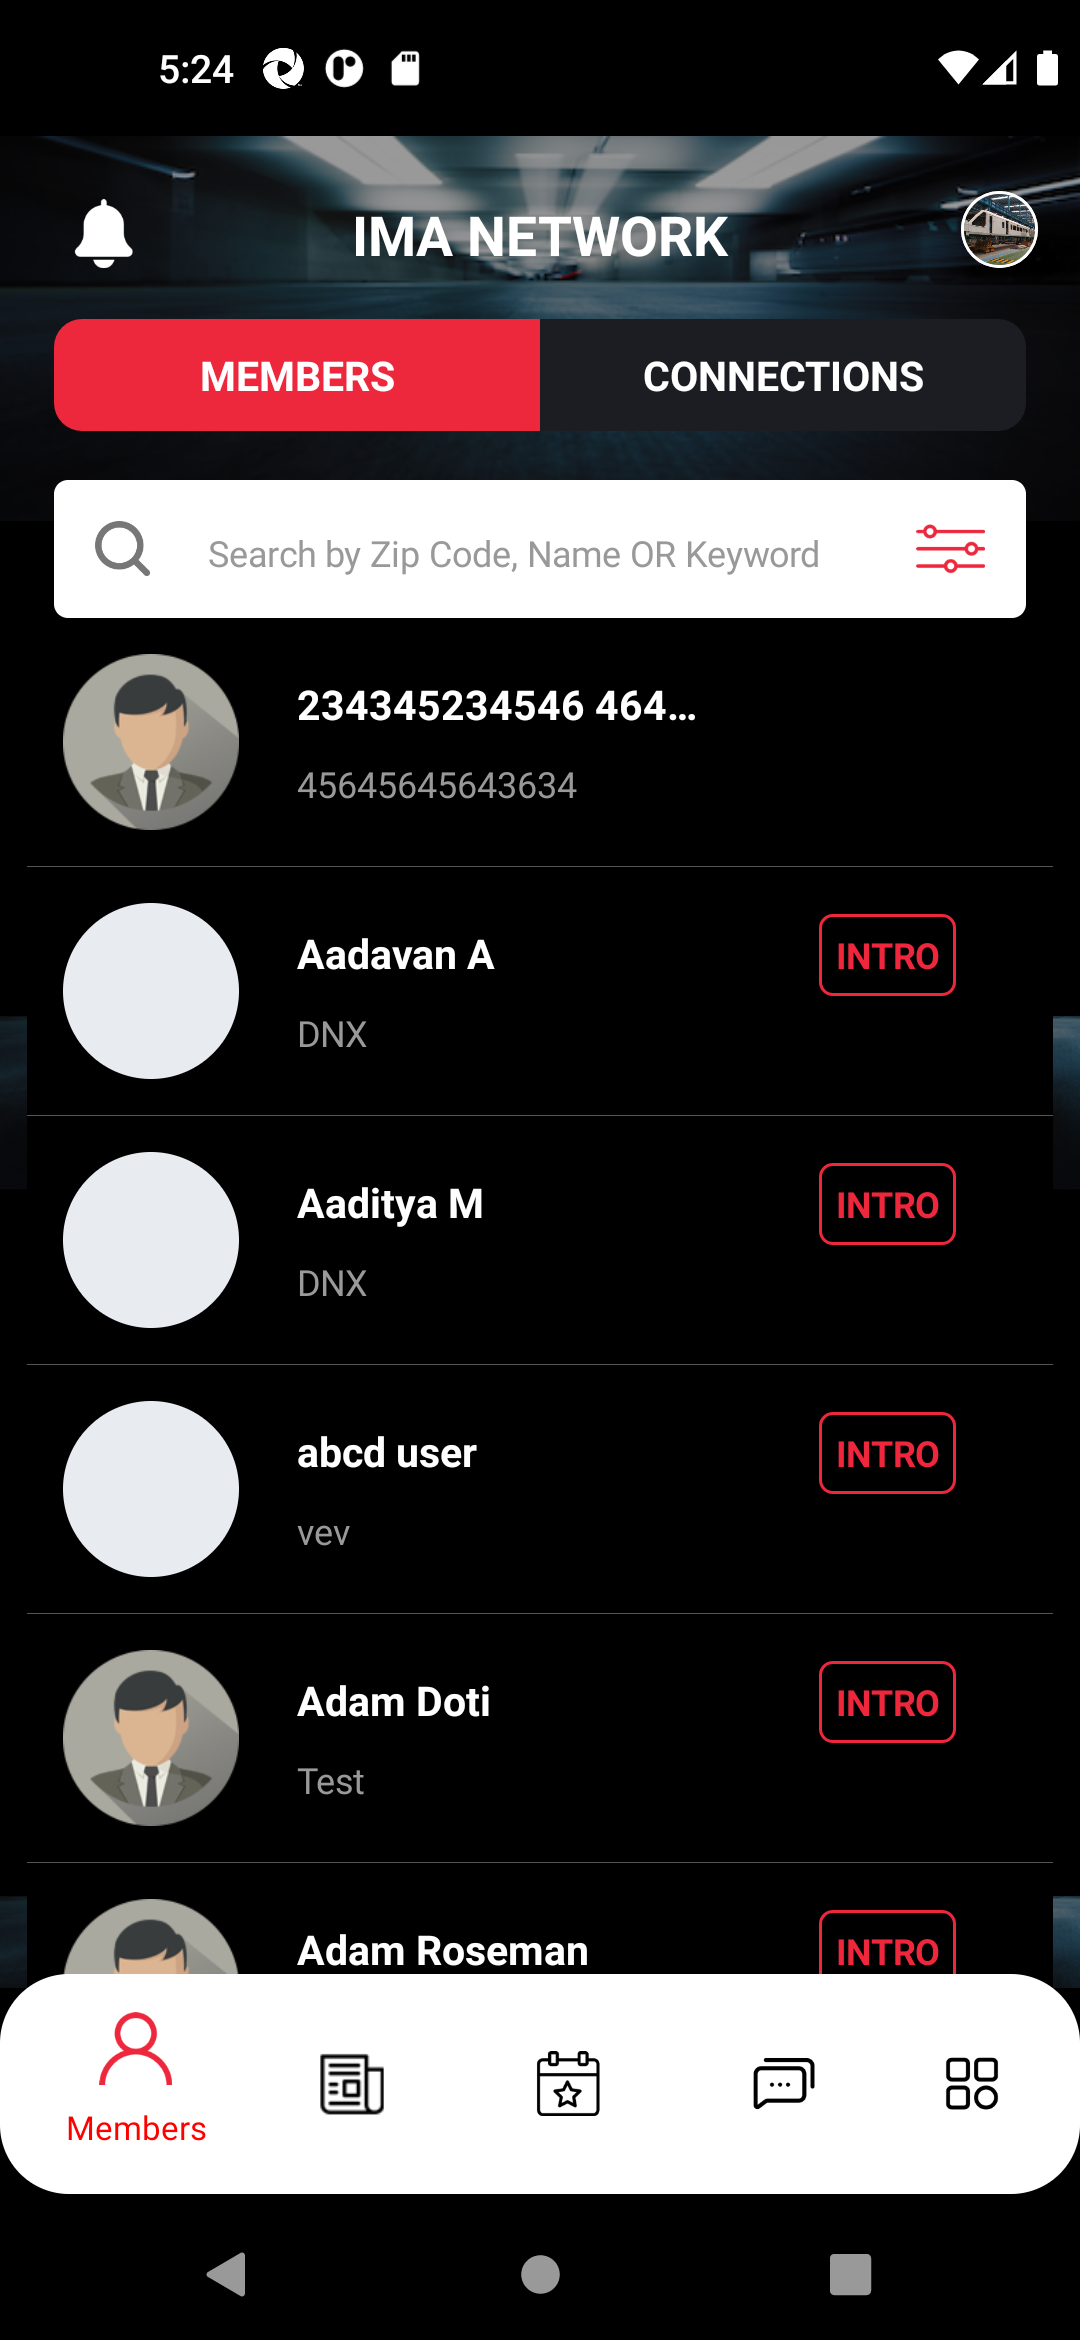 5:24
IMA NETWORK
MEMBERS
CONNECTIONS
Search by Zip Code, Name OR Keyword
234345234546 464…
45645645643634
Aadavan A
INTRO
DNX
Aaditya M
INTRO
DNX
abcd user
INTRO
vev
Adam Doti
INTRO
Test
Adam Roseman
INTRO
Members